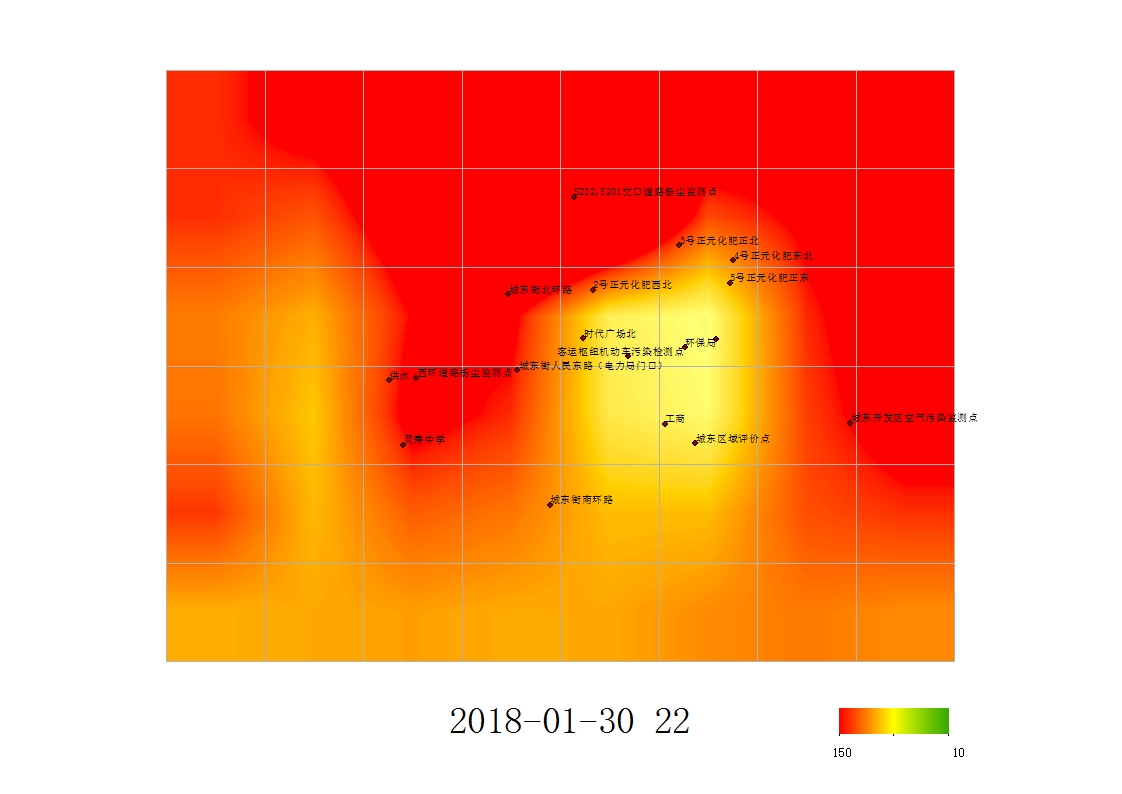 S232,S201交口道路扬尘监测点
3号正元化肥正北
4号正元化肥东北
5号正元化肥正东
2号正元化肥西北
城东街北环路
时代广场北
环保局
客运枢纽机动车污染检测点
城东街人民东路（电力局门口）
供水
西环道路扬尘监测点
工商
城东开发区空气污染监测点
灵寿中学
城东区域评价点
城东街南环路
2018-01-30 22
150
10